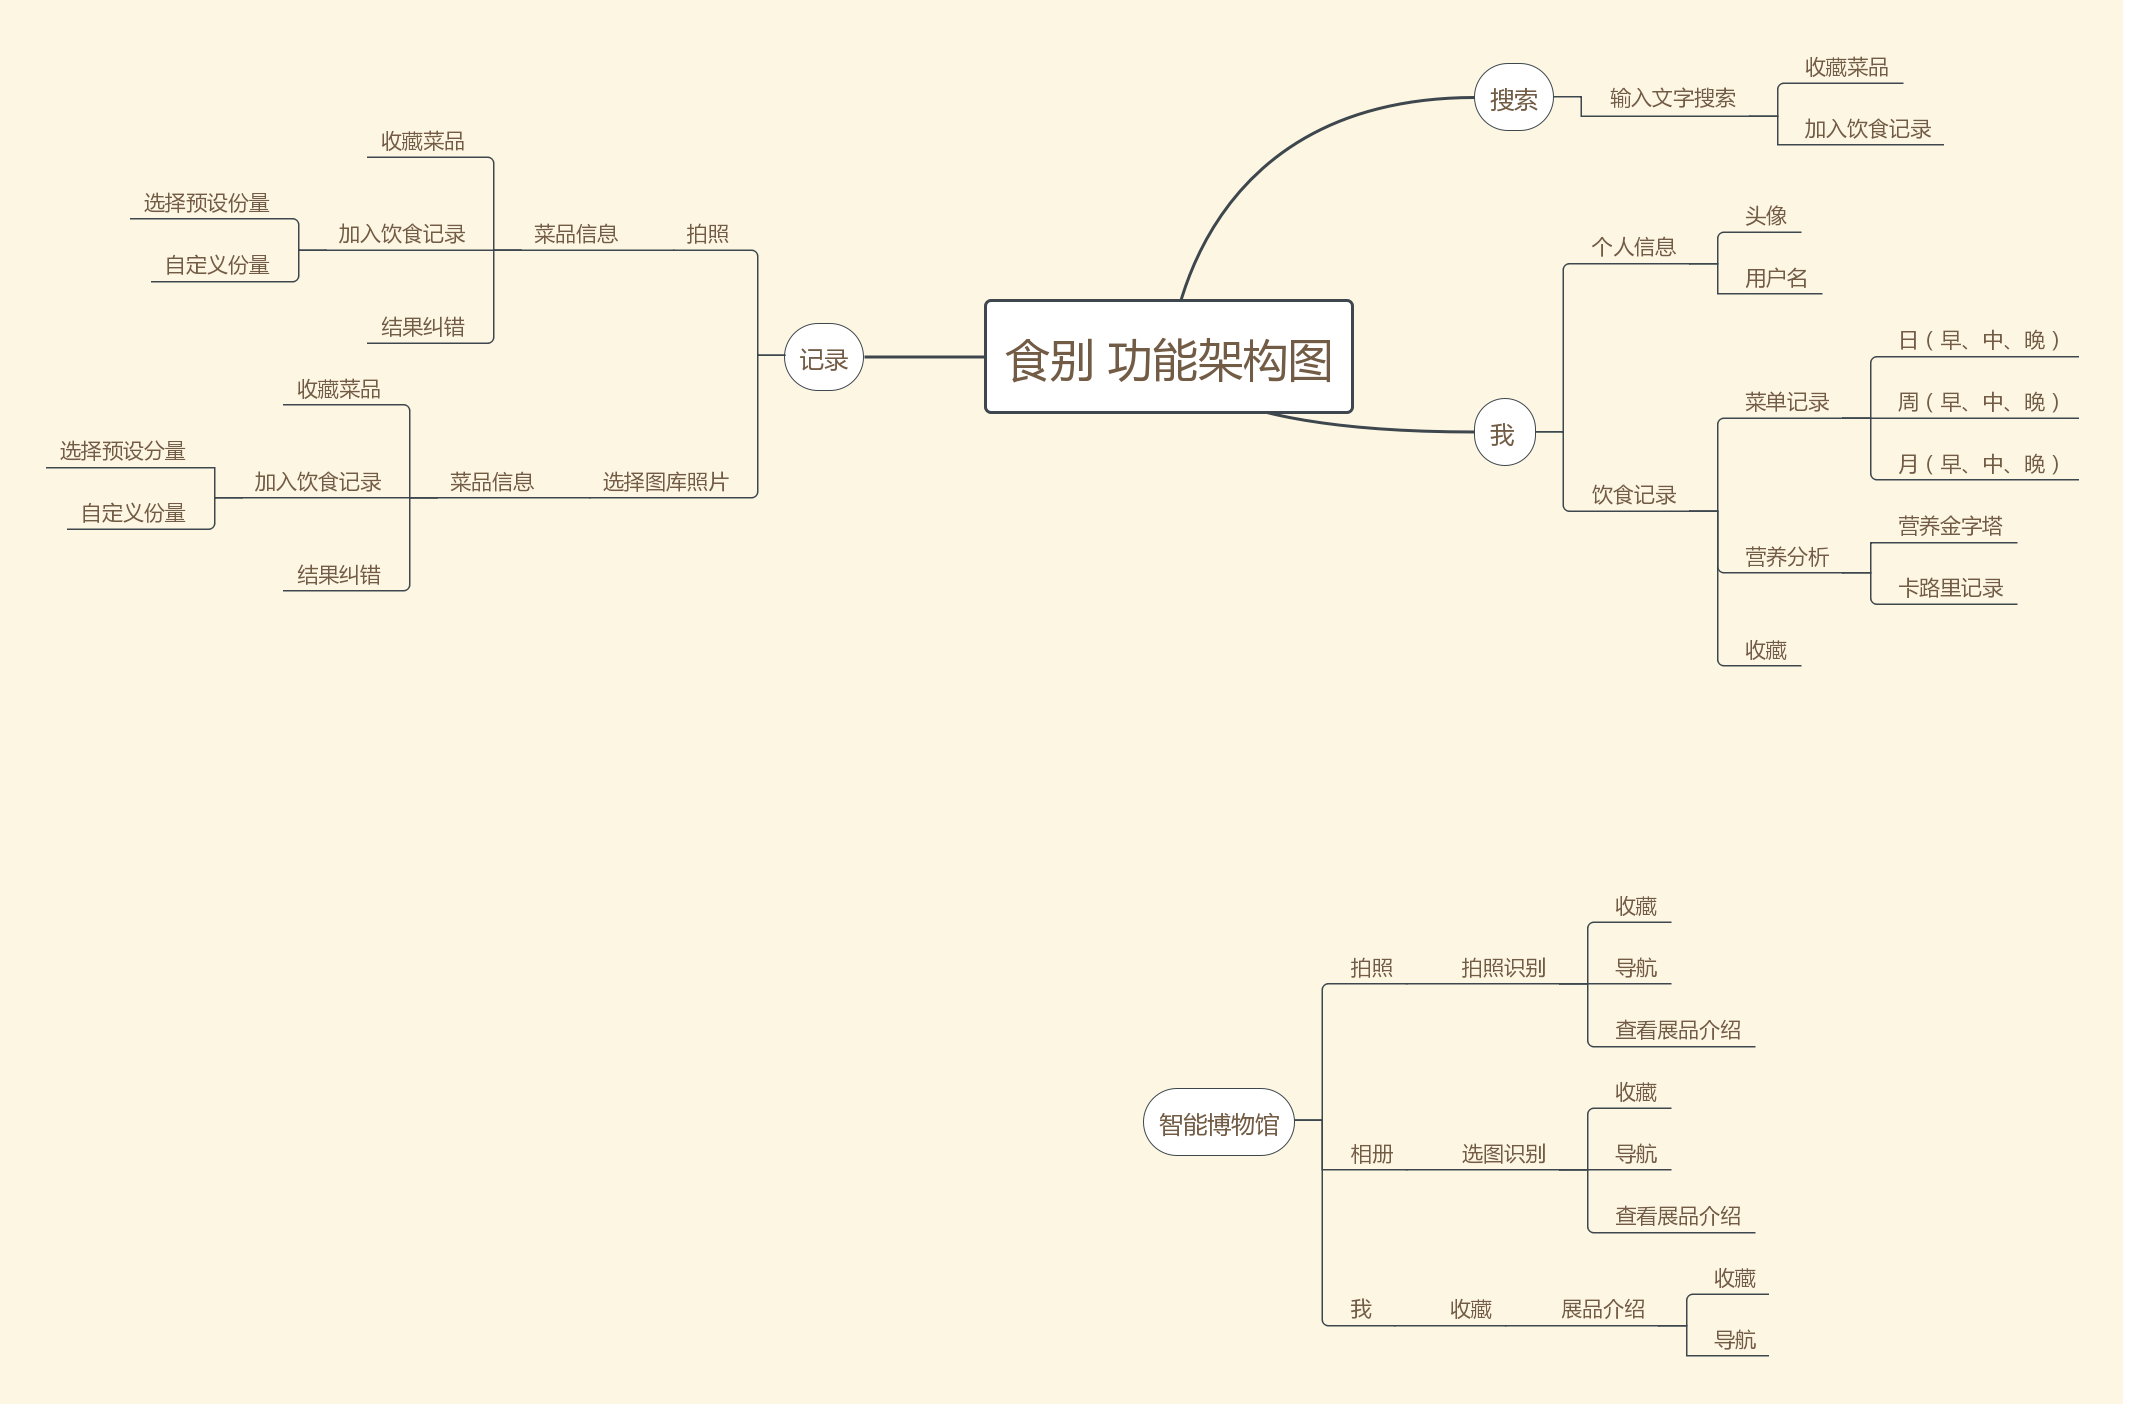 食别 功能架构图
搜索
输入文字搜索
收藏菜品
加入饮食记录
我
个人信息
头像
用户名
饮食记录
菜单记录
日（早、中、晚）
周（早、中、晚）
月（早、中、晚）
营养分析
营养金字塔
卡路里记录
收藏
记录
拍照
菜品信息
收藏菜品
加入饮食记录
选择预设份量
自定义份量
结果纠错
选择图库照片
菜品信息
收藏菜品
加入饮食记录
选择预设分量
自定义份量
结果纠错
智能博物馆
拍照
拍照识别
收藏
导航
查看展品介绍
相册
选图识别
收藏
导航
查看展品介绍
我
收藏
展品介绍
收藏
导航